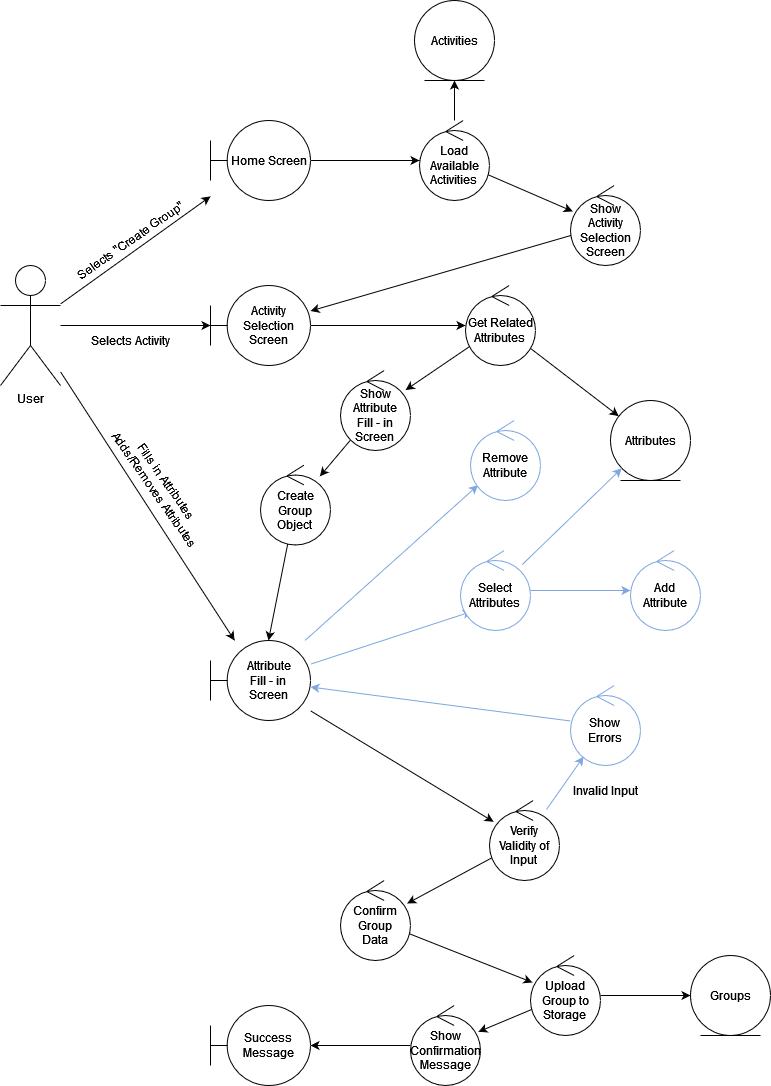 Activities
Home Screen
Load
Available
Activities
Show
Activity
Selection
Screen
Selects "Create Group"
Activity
Selection
Screen
Get Related
Attributes
Selects Activity
User
Show
Attribute
Fill - in
Screen
Attributes
Remove
Attribute
Fills in Attributes
Adds/Removes Attributes
Create
Group
Object
Select
Attributes
Add
Attribute
Attribute
Fill - in
Screen
Show
Errors
Invalid Input
Verify
Validity of
Input
Confirm
Group
Data
Upload
Group to
Storage
Groups
Success
Message
Show
Confirmation
Message